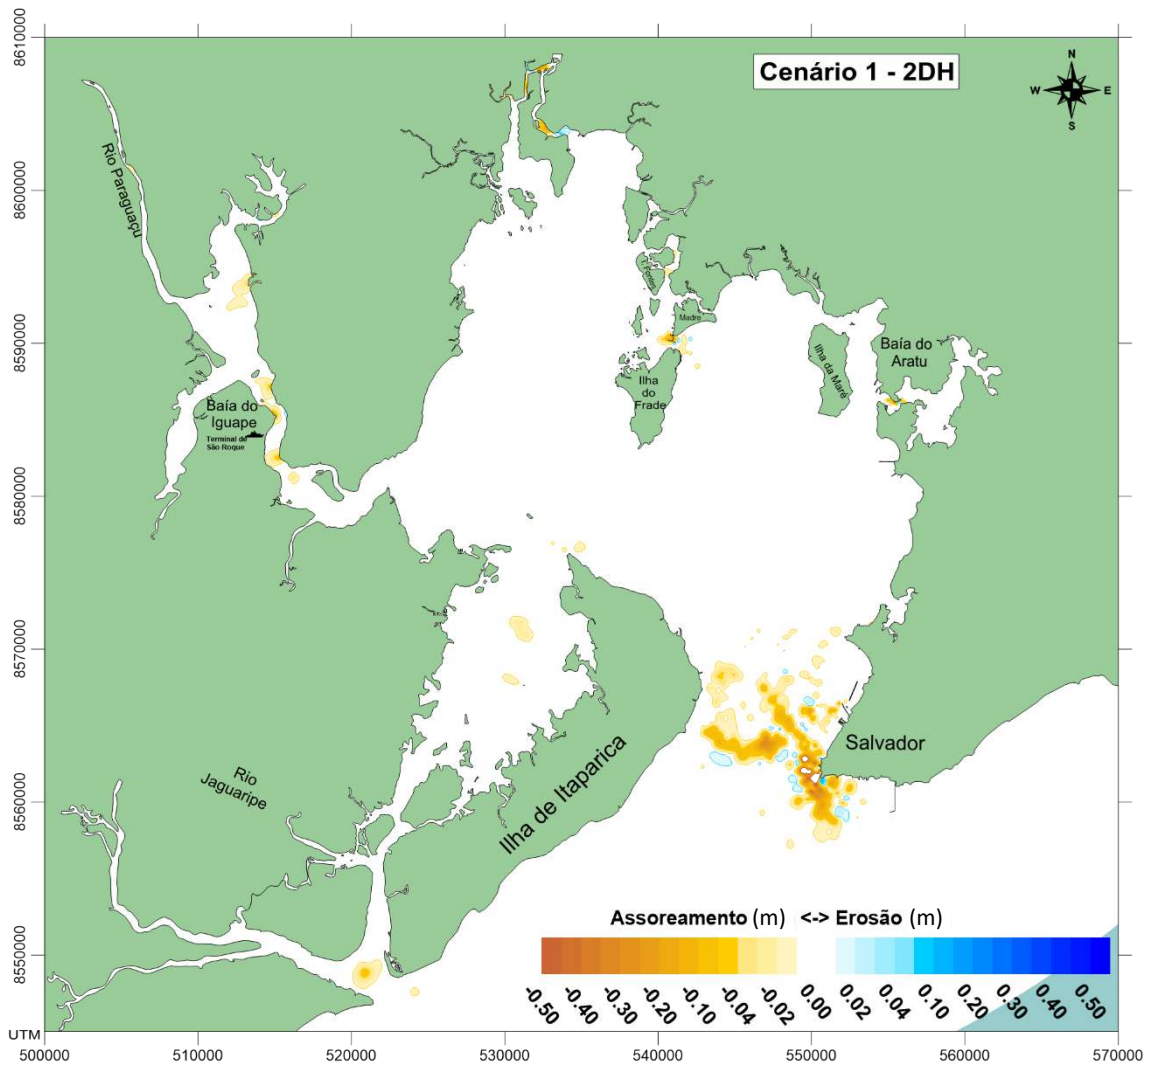 8610000
Cenário 1 - 2DH
N
W E
S
Rio Paraguaçu
8600000
I. Fontes
Madre
8590000
Baía do
Aratu
Ilha da Maré
Ilha
do
Frade
Baía do
Iguape
Terminal de
São Roque
8580000
8570000
Salvador
Ilha de Itaparica
Rio
Jaguaripe
8560000
Assoreamento (m) <-> Erosão (m)
8550000
-0.50 -0.40 -0.30 -0.20 -0.10 -0.04 -0.02 0.00 0.02 0.04 0.10 0.20 0.30 0.40 0.50
UTM
500000 510000 520000 530000 540000 550000 560000 570000